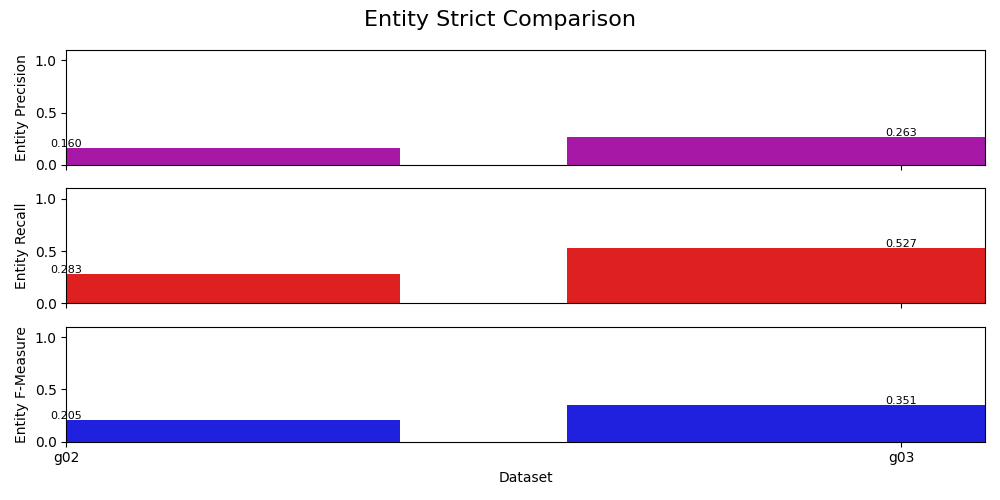 Entity Strict Comparison
Entity Precision
1.0
0.5
0.0
0.160
0.263
Entity Recall
1.0
0.5
0.0
0.283
0.527
Entity F-Measure
1.0
0.5
0.0
0.205
0.351
g02
g03
Dataset